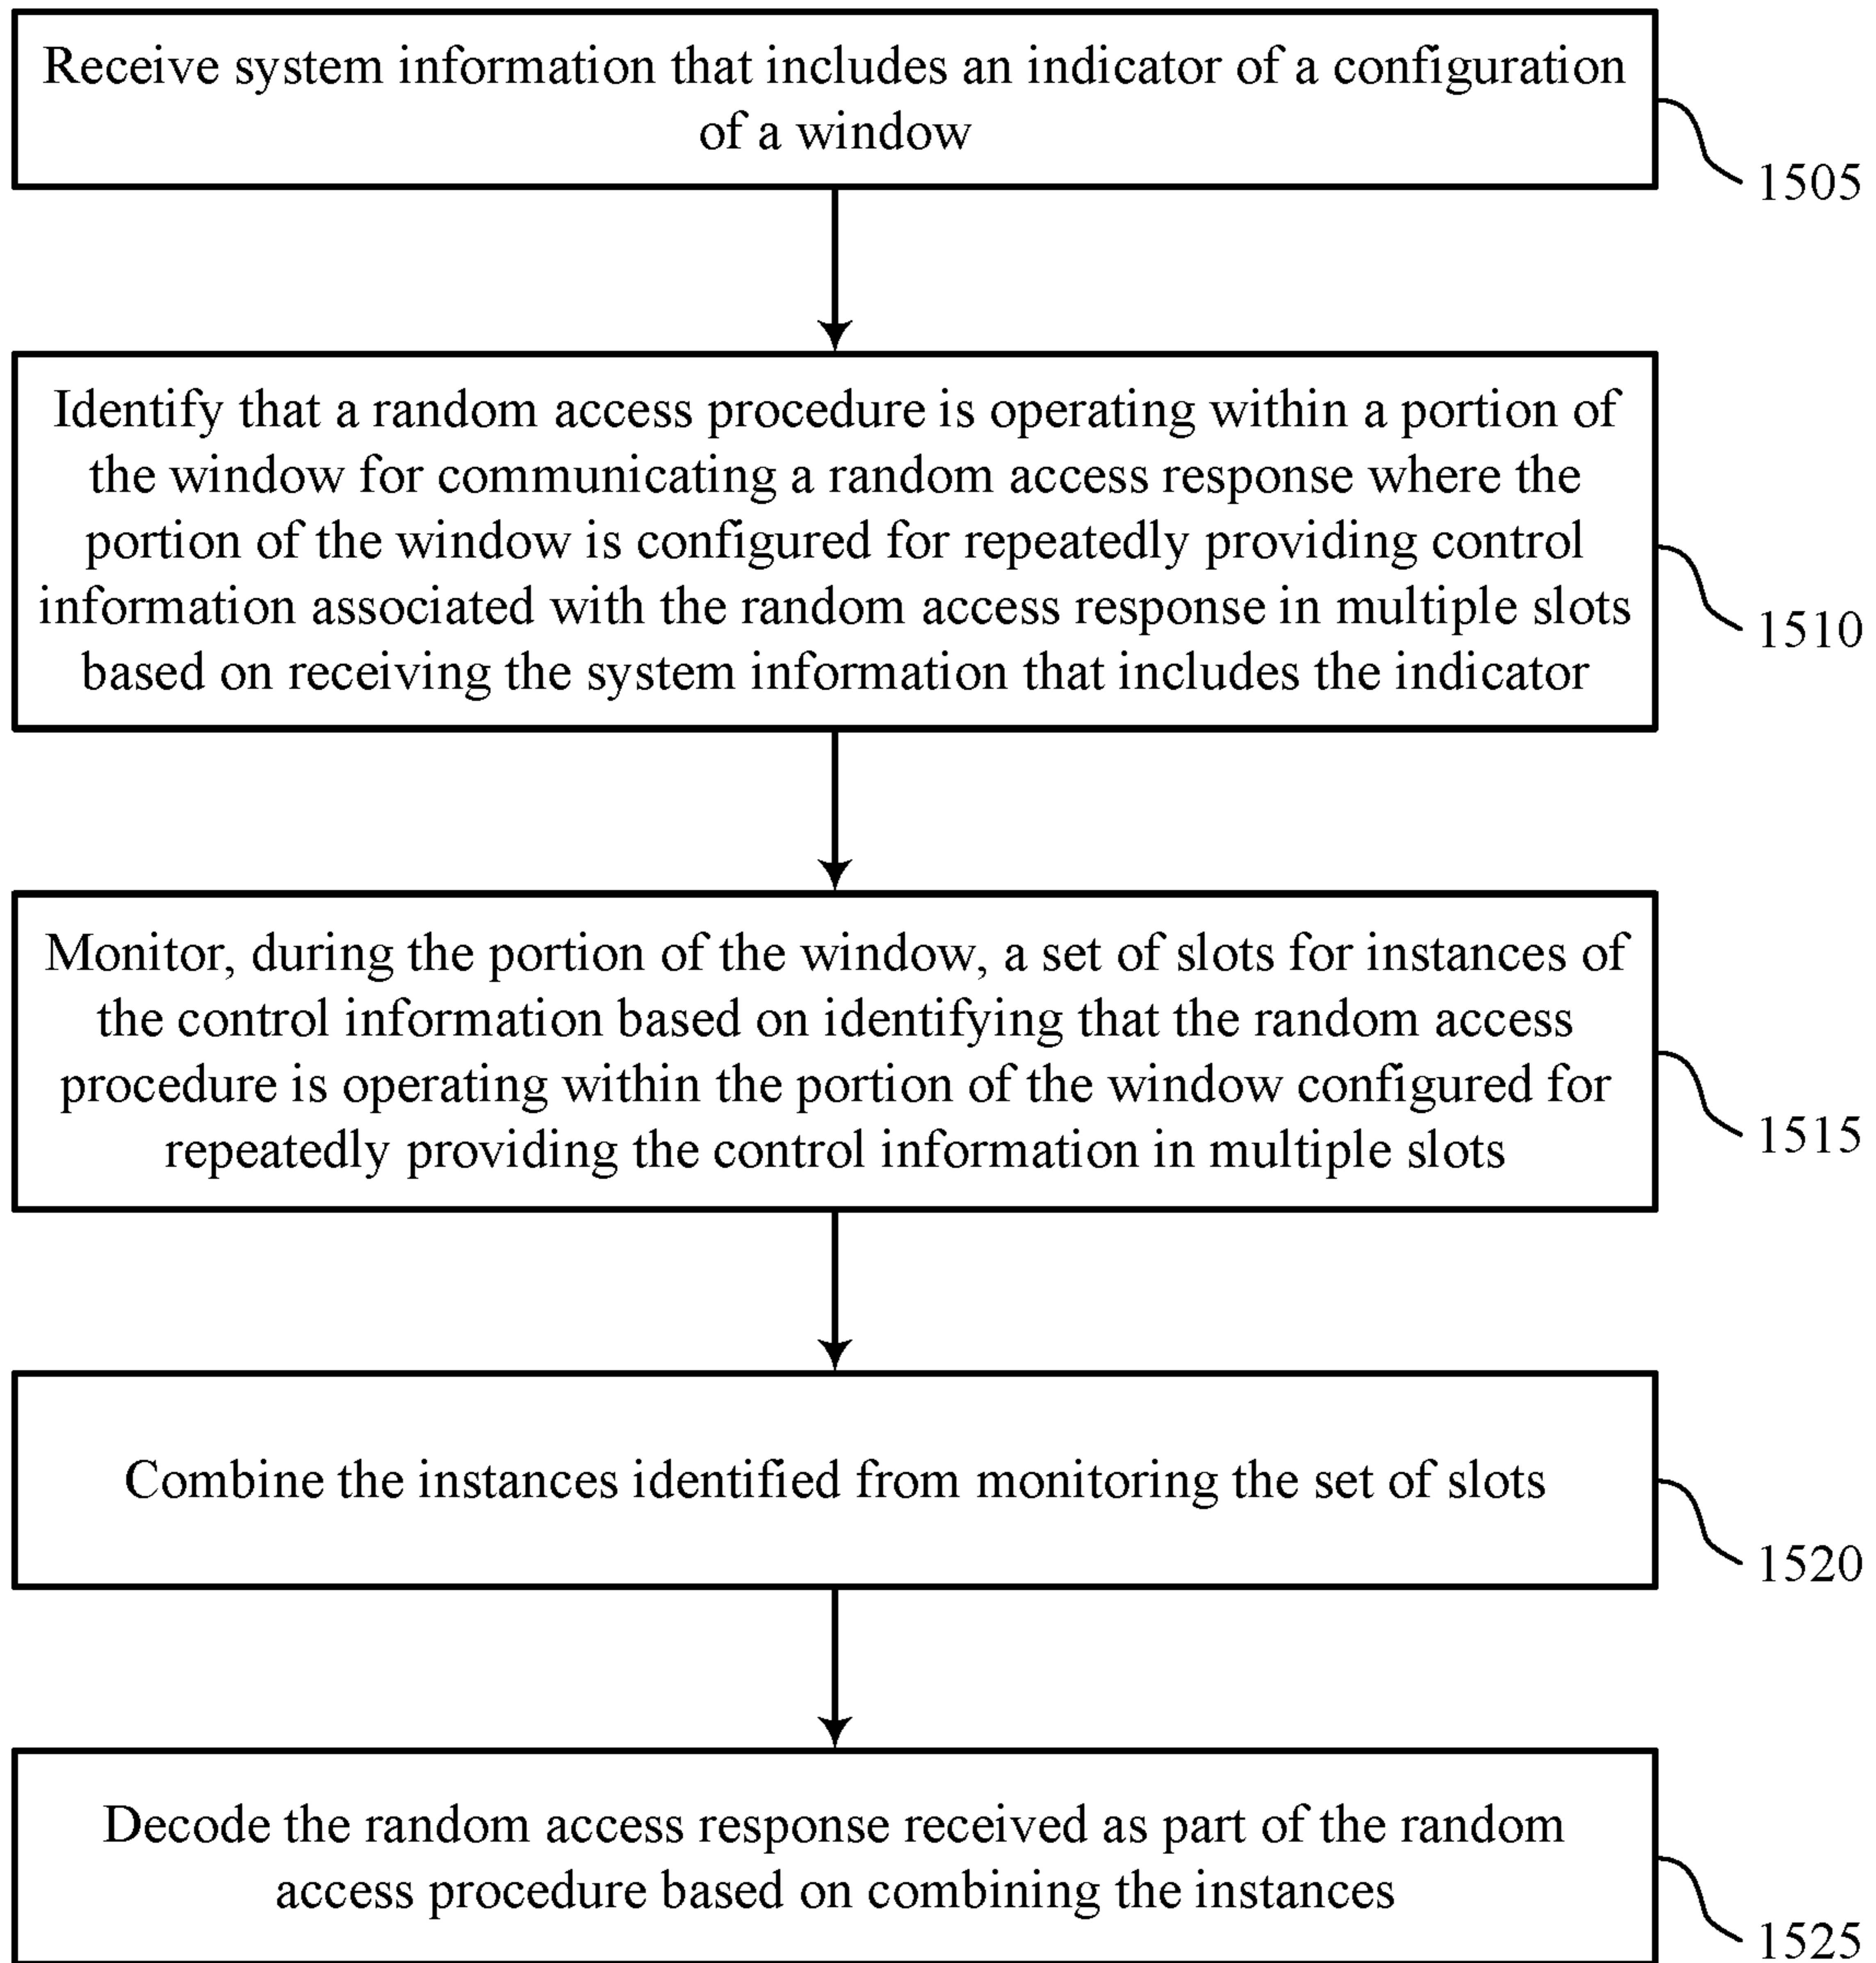 Receive system information that includes an indicator of a configuration
of a window
1505
Identify that a random access procedure is operating within a portion of
the window for communicating a random access response where the
portion of the window is configured for repeatedly providing control
information associated with the random access response in multiple slots
based on receiving the system information that includes the indicator
1510
Monitor, during the portion of the window, a set of slots for instances of
the control information based on identifying that the random access
procedure is operating within the portion of the window configured for
repeatedly providing the control information in multiple slots
1515
Combine the instances identified from monitoring the set of slots
1520
Decode the random access response received as part of the random
access procedure based on combining the instances
1525